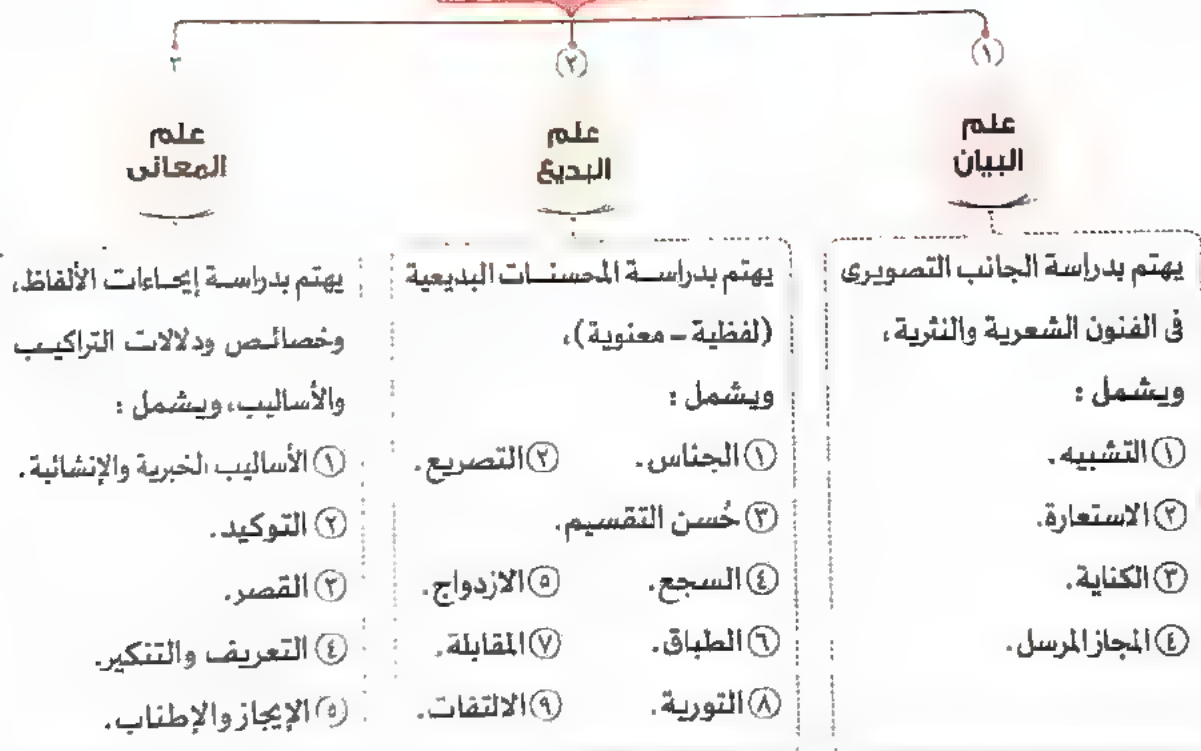 (١)
علم
البيان
يهتم بدراسة الجانب التصويرى
فى الفنون الشعرية والنثرية،
ويشمل :
① التشبيه.
② الاستعارة.
③ الكناية.
④ المجاز المرسل.
(٢)
علم
البديع
يهتم بدراسة المحسنات البديعية
(لفظية - معنوية)،
ويشمل :
① الجناس. ② التصريع.
③ حُسن التقسيم.
④ السجع. ⑤ الازدواج.
⑥ الطباق. ⑦ المقابلة.
⑧ التورية. ⑨ الالتفات.
٣
علم
المعانى
يهتم بدراسة إيحاءات الألفاظ،
وخصائص ودلالات التراكيب
والأساليب، ويشمل :
① الأساليب الخبرية والإنشائية.
② التوكيد.
③ القصر.
④ التعريف والتنكير.
⑤ الإيجاز والإطناب.